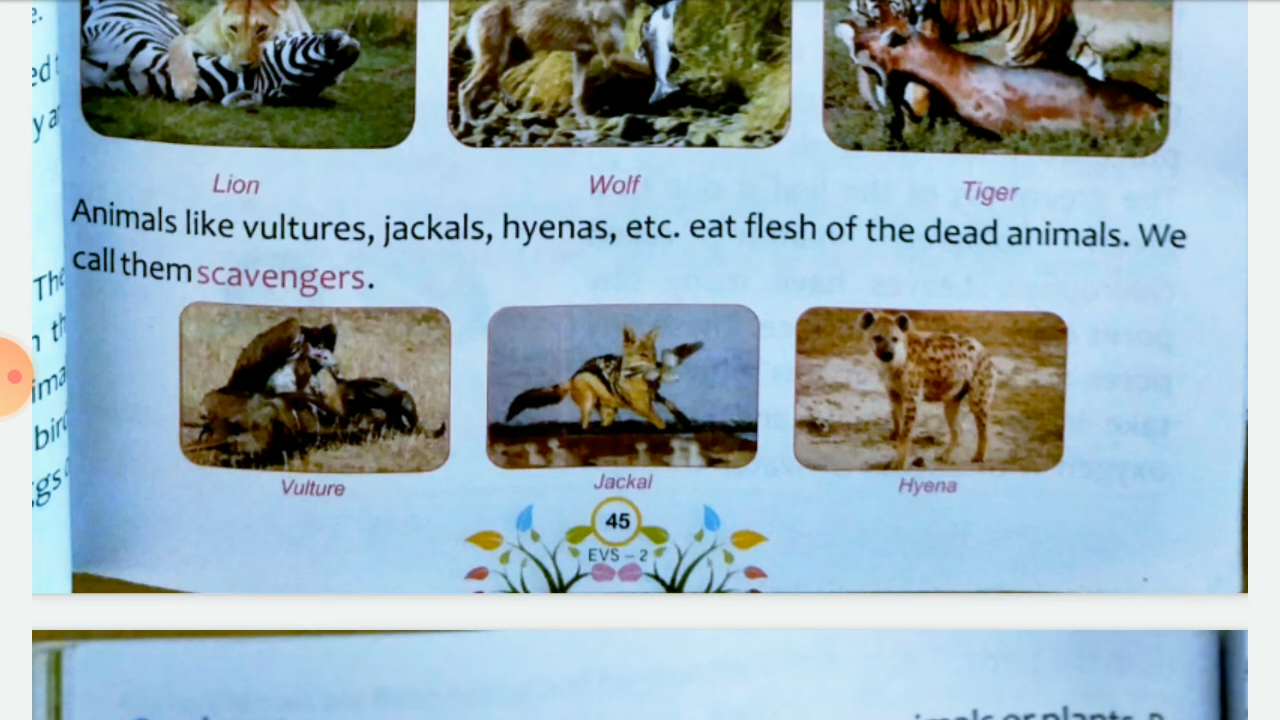 Lion Wolf Tiger
Animals like vultures, jackals, hyenas, etc. eat flesh of the dead animals. We
call them scavengers.
The
Vulture Jackal Hyena
45
EVS – 2